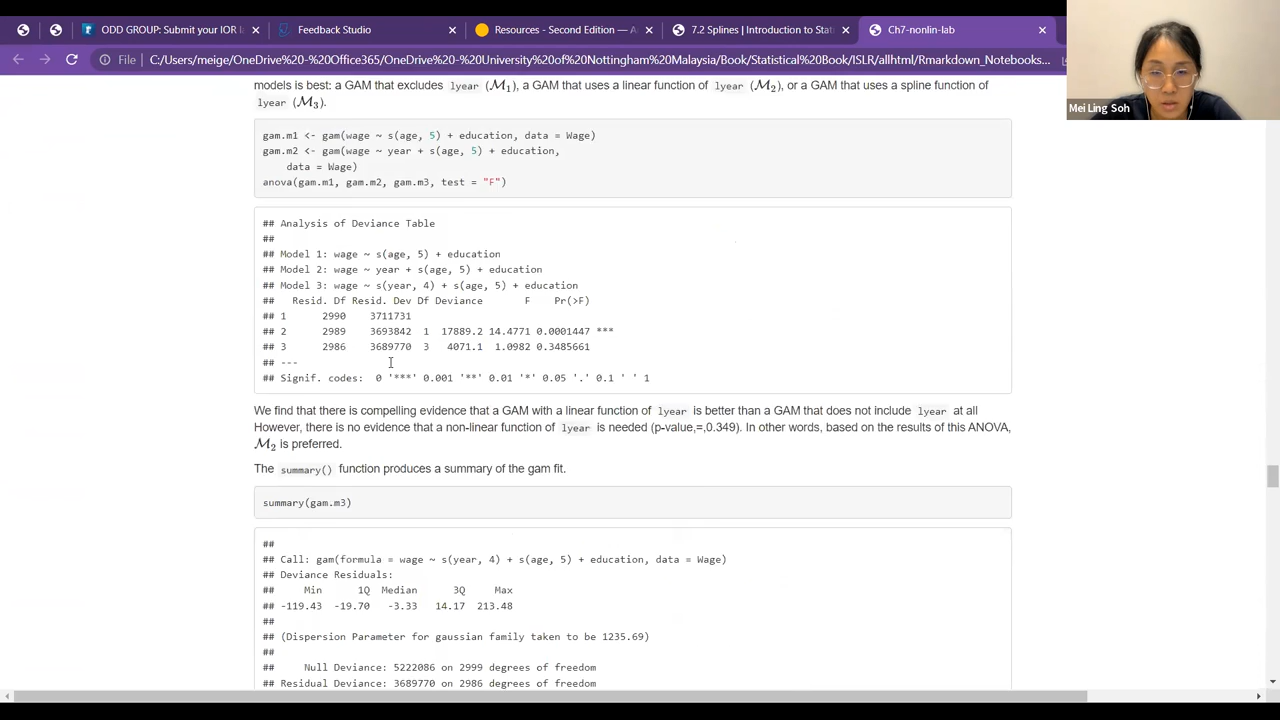 ODD GROUP: Submit your IOR l
Feedback Studio
Resources - Second Edition — A
7.2 Splines | Introduction to Stat
Ch7-nonlin-lab
File
C:/Users/meige/OneDrive%20-%20Office365/OneDrive%20-%20University%20of%20Nottingham%20Malaysia/Book/Statistical%20Book/ISLR/allhtml/Rmarkdown_Notebooks...
Mei Ling Soh
models is best: a GAM that excludes lyear (M1), a GAM that uses a linear function of lyear (M2), or a GAM that uses a spline function of
lyear (M3).
gam.m1 <- gam(wage ~ s(age, 5) + education, data = Wage)
gam.m2 <- gam(wage ~ year + s(age, 5) + education,
data = Wage)
anova(gam.m1, gam.m2, gam.m3, test = "F")
## Analysis of Deviance Table
##
## Model 1: wage ~ s(age, 5) + education
## Model 2: wage ~ year + s(age, 5) + education
## Model 3: wage ~ s(year, 4) + s(age, 5) + education
## Resid. Df Resid. Dev Df Deviance F Pr(>F)
## 1 2990 3711731
## 2 2989 3693842 1 17889.2 14.4771 0.0001447 ***
## 3 2986 3689770 3 4071.1 1.0982 0.3485661
## ---
## Signif. codes: 0 '***' 0.001 '**' 0.01 '*' 0.05 '.' 0.1 ' ' 1
We find that there is compelling evidence that a GAM with a linear function of lyear is better than a GAM that does not include lyear at all
However, there is no evidence that a non-linear function of lyear is needed (p-value,=,0.349). In other words, based on the results of this ANOVA,
M2 is preferred.
The summary() function produces a summary of the gam fit.
summary(gam.m3)
##
## Call: gam(formula = wage ~ s(year, 4) + s(age, 5) + education, data = Wage)
## Deviance Residuals:
## Min 1Q Median 3Q Max
## -119.43 -19.70 -3.33 14.17 213.48
##
## (Dispersion Parameter for gaussian family taken to be 1235.69)
##
## Null Deviance: 5222086 on 2999 degrees of freedom
## Residual Deviance: 3689770 on 2986 degrees of freedom